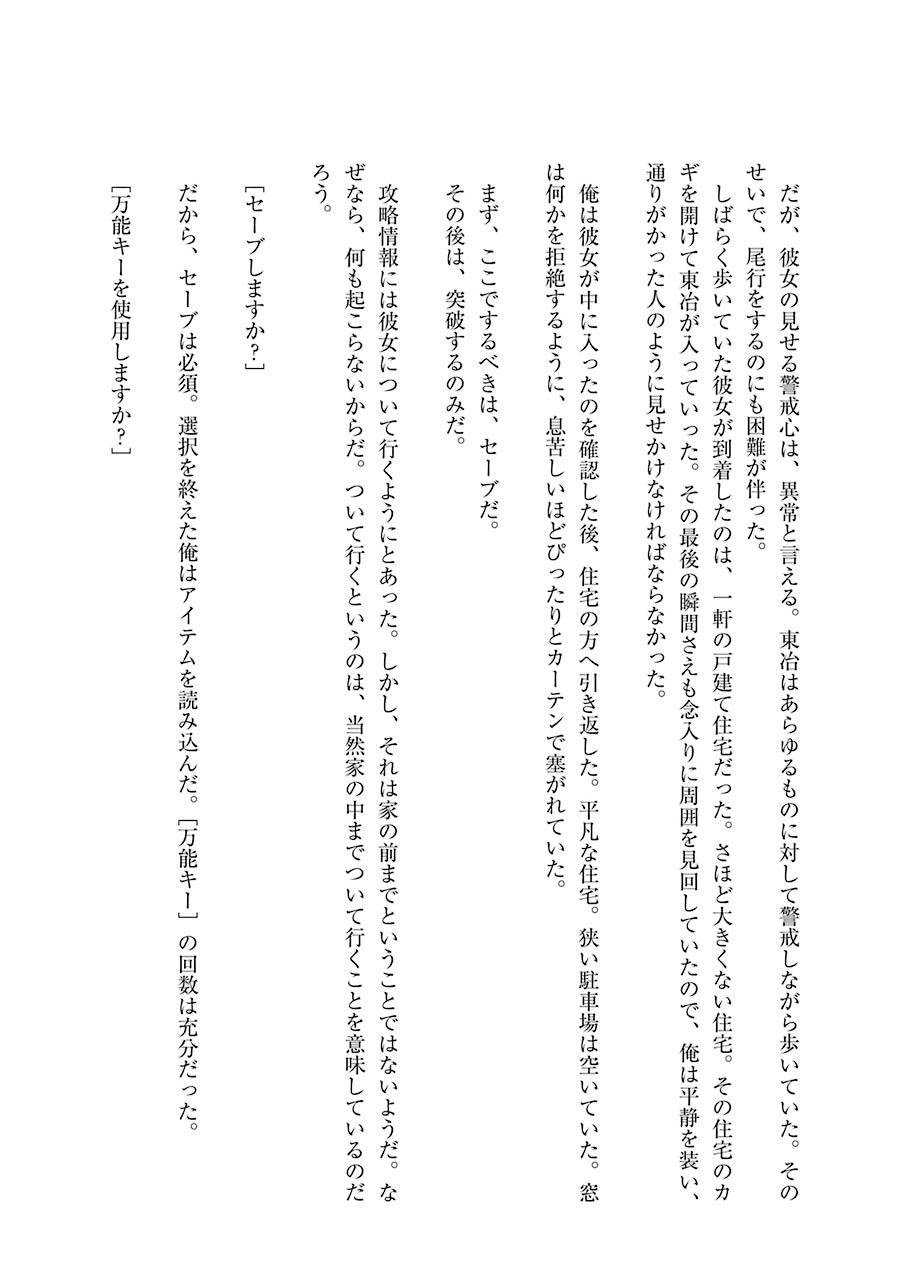 だが、彼女の見せる警戒心は、異常と言える。東冶はあらゆるものに対して警戒しながら歩いていた。その
せいで、尾行をするのにも困難が伴った。
　しばらく歩いていた彼女が到着したのは、一軒の戸建て住宅だった。さほど大きくない住宅。その住宅のカ
ギを開けて東冶が入っていった。その最後の瞬間さえも念入りに周囲を見回していたので、俺は平静を装い、
通りがかった人のように見せかけなければならなかった。
　俺は彼女が中に入ったのを確認した後、住宅の方へ引き返した。平凡な住宅。狭い駐車場は空いていた。窓
は何かを拒絶するように、息苦しいほどぴったりとカーテンで塞がれていた。
　まず、ここでするべきは、セーブだ。
　その後は、突破するのみだ。
　攻略情報には彼女について行くようにとあった。しかし、それは家の前までということではないようだ。な
ぜなら、何も起こらないからだ。ついて行くというのは、当然家の中までついて行くことを意味しているのだ
ろう。
［セーブしますか？］
　だから、セーブは必須。選択を終えた俺はアイテムを読み込んだ。［万能キー］の回数は充分だった。
［万能キーを使用しますか？］